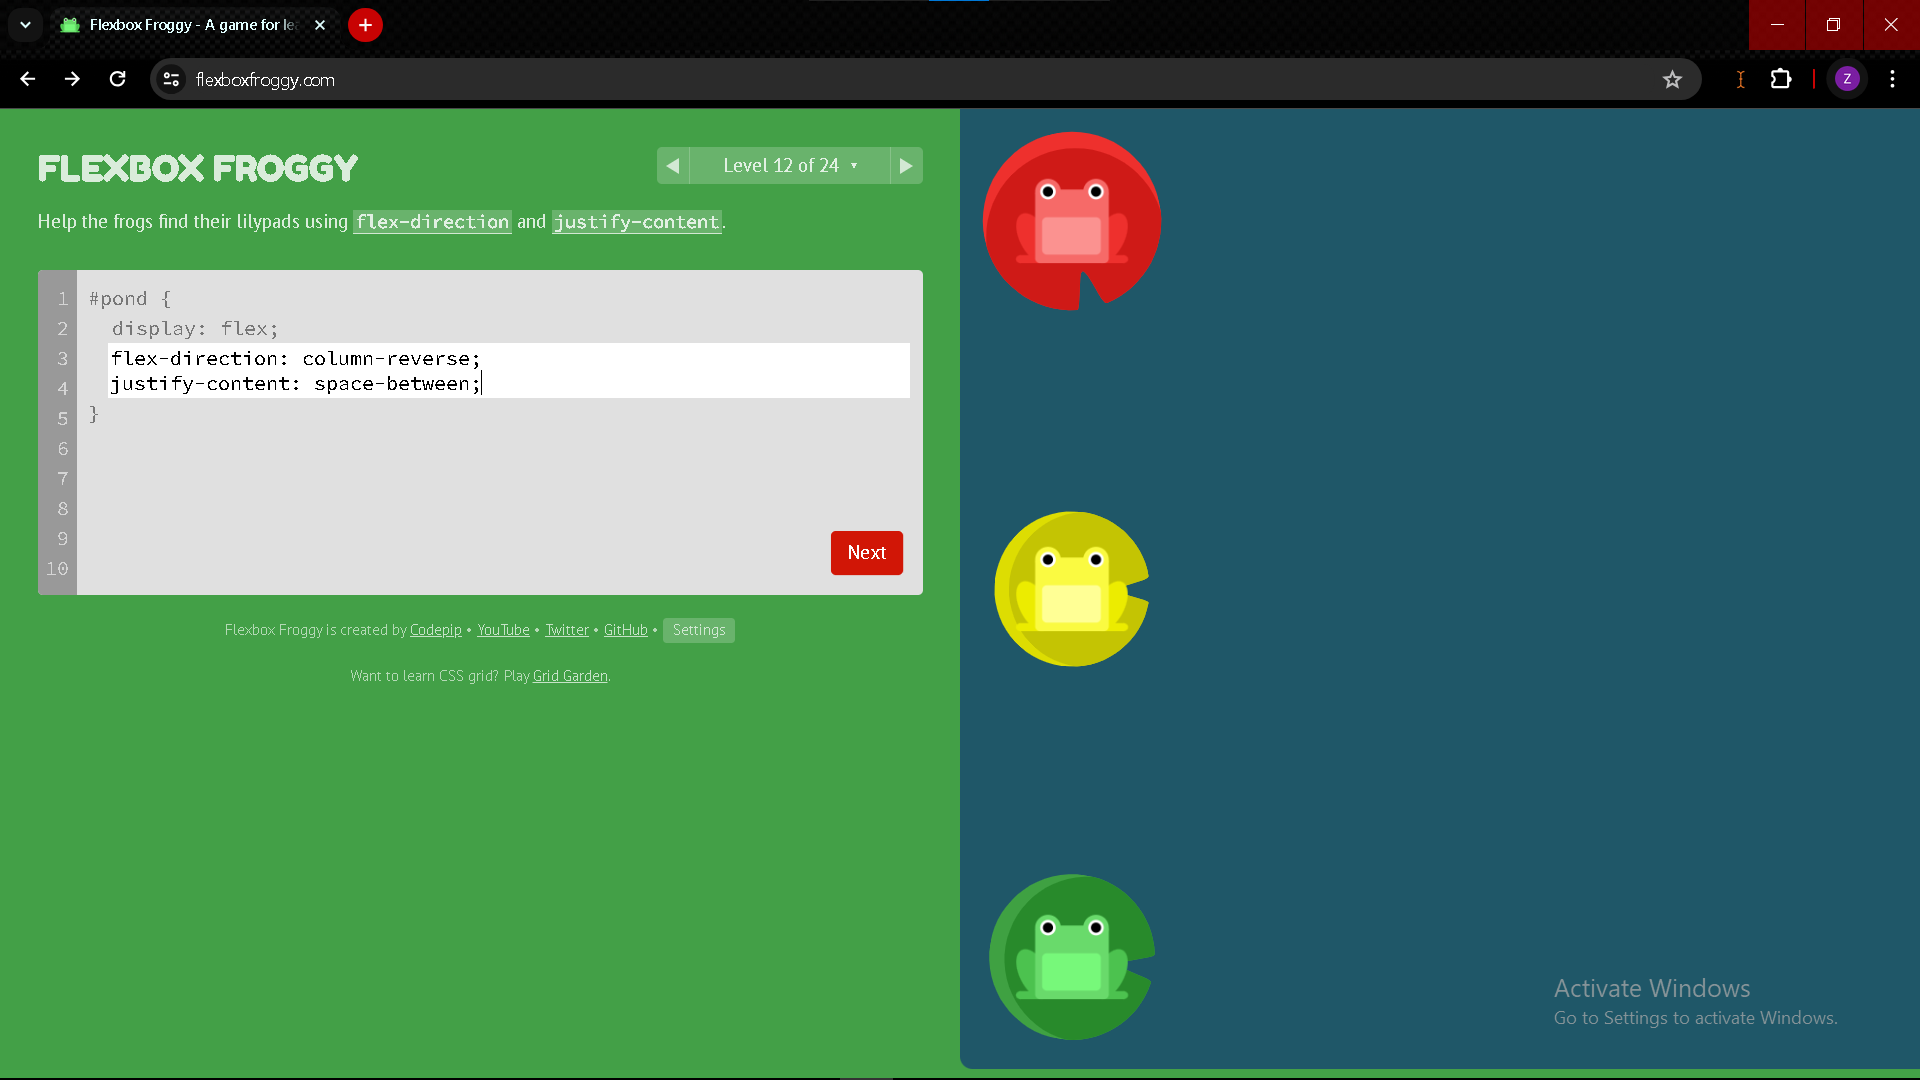 Flexbox Froggy - A game for le
flexboxfroggy.com
Z
FLEXBOX FROGGY
Level 12 of 24
Help the frogs find their lilypads using flex-direction and justify-content.
1 #pond {
2 display: flex;
3 flex-direction: column-reverse;
4 justify-content: space-between;
5 }
6
7
8
9
10
Next
Flexbox Froggy is created by Codepip • YouTube • Twitter • GitHub • Settings
Want to learn CSS grid? Play Grid Garden.
Activate Windows
Go to Settings to activate Windows.